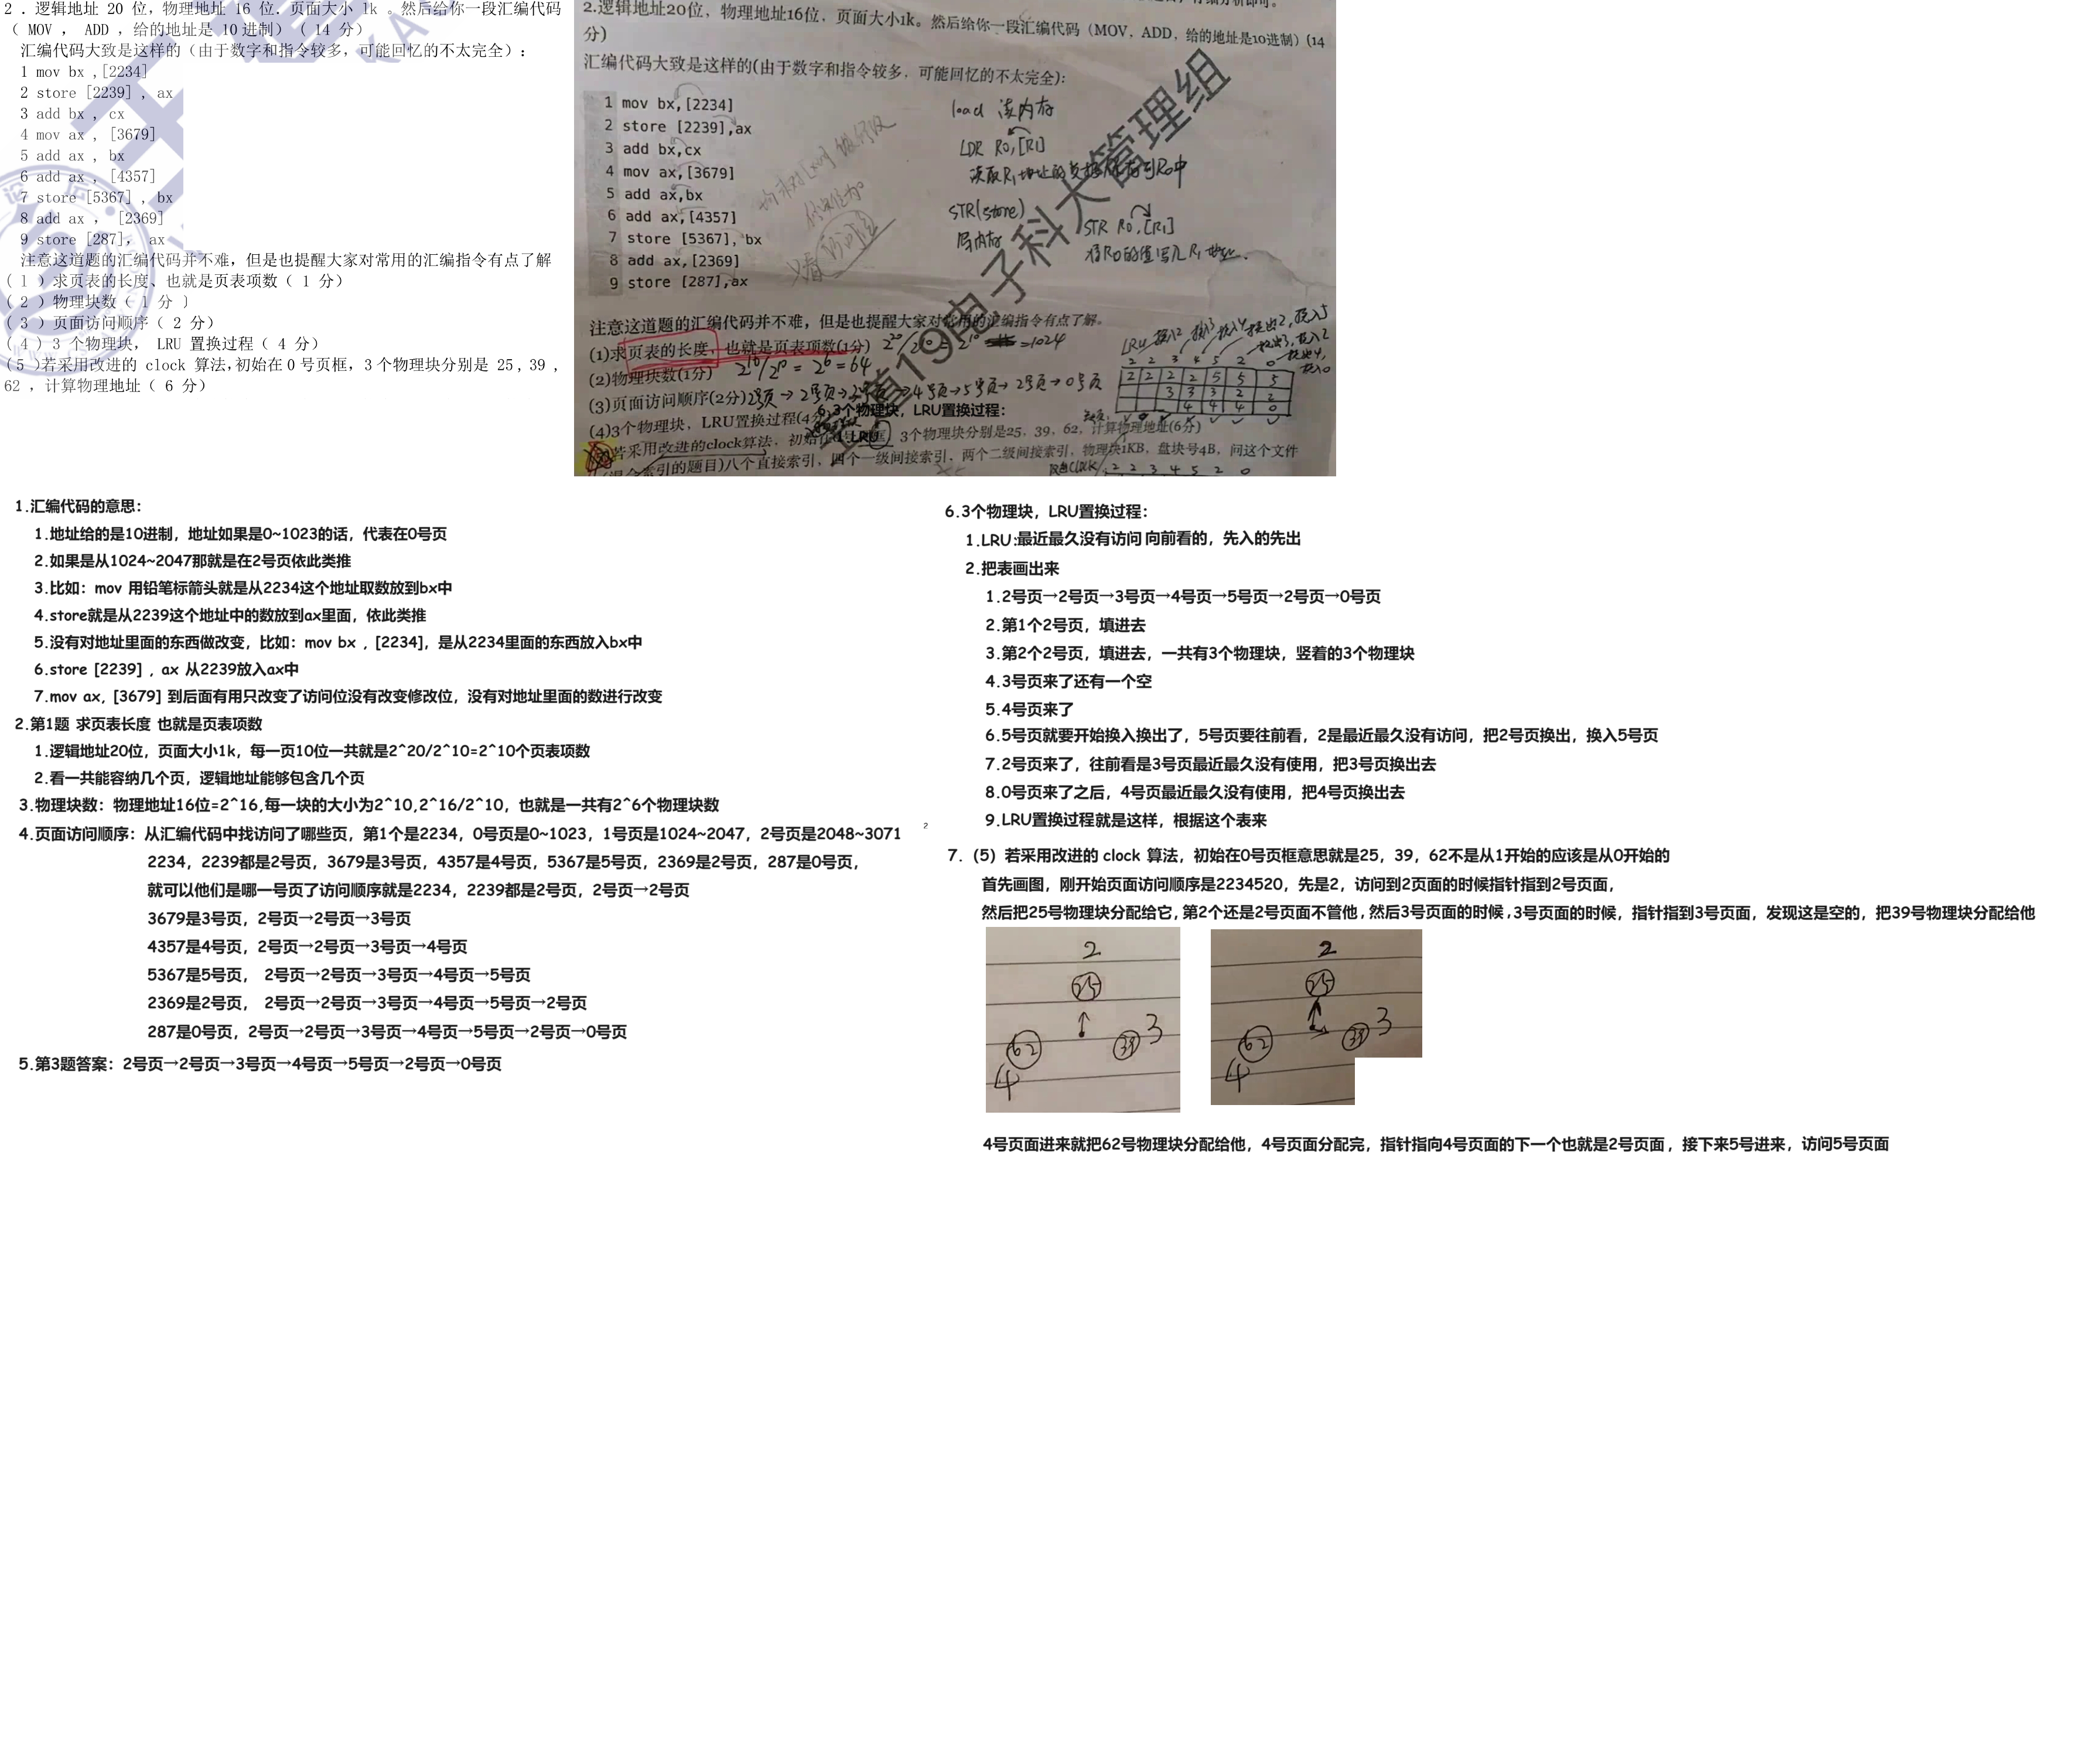 2 . 逻辑地址 20 位，物理地址 16 位．页面大小 1k 。然后给你一段汇编代码
（ MOV ， ADD ，给的地址是 10 进制）（ 14 分）
汇编代码大致是这样的（由于数字和指令较多，可能回忆的不太完全）：
1 mov bx ,[2234]
2 store [2239] , ax
3 add bx , cx
4 mov ax , [3679]
5 add ax , bx
6 add ax , [4357]
7 store [5367] , bx
8 add ax ， [2369]
9 store [287]， ax
注意这道题的汇编代码并不难，但是也提醒大家对常用的汇编指令有点了解
( 1 ）求页表的长度、也就是页表项数（ 1 分）
( 2 ）物理块数（ 1 分 ］
( 3 ）页面访问顺序（ 2 分）
( 4 ）3 个物理块， LRU 置换过程（ 4 分）
(5 )若采用改进的 clock 算法,初始在 0 号页框，3 个物理块分别是 25 , 39 ,
62 ，计算物理地址（ 6 分）
2.逻辑地址20位，物理地址16位．页面大小1k。然后给你一段汇编代码（MOV，ADD，给的地址是10进制）(14
分)
汇编代码大致是这样的(由于数字和指令较多．可能回忆的不太完全)：
1 mov bx,[2234]
2 store [2239],ax
3 add bx,cx
4 mov ax,[3679]
5 add ax,bx
6 add ax,[4357]
7 store [5367], bx
8 add ax,[2369]
9 store [287],ax
load 读内存
LDR R0,[R1]
STR(store)
写内存
STR R0,[R1]
将R0的值写入R1地址.
注意这道题的汇编代码并不难，但是也提醒大家对常用的汇编指令有点了解。
(1)求页表的长度，也就是页表项数(1分) 2^20/2^10=2^10 =1024
(2)物理块数(1分) 2^16/2^10 = 2^6 = 64
(3)页面访问顺序(2分) →4号页→5号页→2号页→0号页
6.3个物理块，LRU置换过程：
(4)3个物理块，LRU置换过程(4分
1.LRU
若采用改进的clock算法，初始 3个物理块分别是25，39，62，计算物理地址(6分)
索引的题目)八个直接索引、四个一级间接索引、两个二级间接索引，物理块1KB，盘块号4B，问这个文件
2 2 3 4 5 2 0
2 2 2 2 5 5 5
3 3 3 2 2
4 4 4 0
2 2 3 4 5 2 0
1.汇编代码的意思：
1.地址给的是10进制，地址如果是0~1023的话，代表在0号页
2.如果是从1024~2047那就是在2号页依此类推
3.比如：mov 用铅笔标箭头就是从2234这个地址取数放到bx中
4.store就是从2239这个地址中的数放到ax里面，依此类推
5.没有对地址里面的东西做改变，比如：mov bx , [2234]，是从2234里面的东西放入bx中
6.store [2239] , ax 从2239放入ax中
7.mov ax, [3679] 到后面有用只改变了访问位没有改变修改位，没有对地址里面的数进行改变
2.第1题 求页表长度 也就是页表项数
1.逻辑地址20位，页面大小1k，每一页10位一共就是2^20/2^10=2^10个页表项数
2.看一共能容纳几个页，逻辑地址能够包含几个页
3.物理块数：物理地址16位=2^16,每一块的大小为2^10,2^16/2^10，也就是一共有2^6个物理块数
4.页面访问顺序：从汇编代码中找访问了哪些页，第1个是2234，0号页是0~1023，1号页是1024~2047，2号页是2048~3071
2
2234，2239都是2号页，3679是3号页，4357是4号页，5367是5号页，2369是2号页，287是0号页，
就可以他们是哪一号页了访问顺序就是2234，2239都是2号页，2号页→2号页
3679是3号页，2号页→2号页→3号页
4357是4号页，2号页→2号页→3号页→4号页
5367是5号页， 2号页→2号页→3号页→4号页→5号页
2369是2号页， 2号页→2号页→3号页→4号页→5号页→2号页
287是0号页，2号页→2号页→3号页→4号页→5号页→2号页→0号页
5.第3题答案：2号页→2号页→3号页→4号页→5号页→2号页→0号页
6.3个物理块，LRU置换过程：
1.LRU:最近最久没有访问 向前看的，先入的先出
2.把表画出来
1.2号页→2号页→3号页→4号页→5号页→2号页→0号页
2.第1个2号页，填进去
3.第2个2号页，填进去，一共有3个物理块，竖着的3个物理块
4.3号页来了还有一个空
5.4号页来了
6.5号页就要开始换入换出了，5号页要往前看，2是最近最久没有访问，把2号页换出，换入5号页
7.2号页来了，往前看是3号页最近最久没有使用，把3号页换出去
8.0号页来了之后，4号页最近最久没有使用，把4号页换出去
9.LRU置换过程就是这样，根据这个表来
7.（5）若采用改进的 clock 算法，初始在0号页框意思就是25，39，62不是从1开始的应该是从0开始的
首先画图，刚开始页面访问顺序是2234520，先是2，访问到2页面的时候指针指到2号页面，
然后把25号物理块分配给它，第2个还是2号页面不管他，然后3号页面的时候，3号页面的时候，指针指到3号页面，发现这是空的，把39号物理块分配给他
2
25
62
39 3
4
2
25
62
39 3
4
4号页面进来就把62号物理块分配给他，4号页面分配完，指针指向4号页面的下一个也就是2号页面，接下来5号进来，访问5号页面